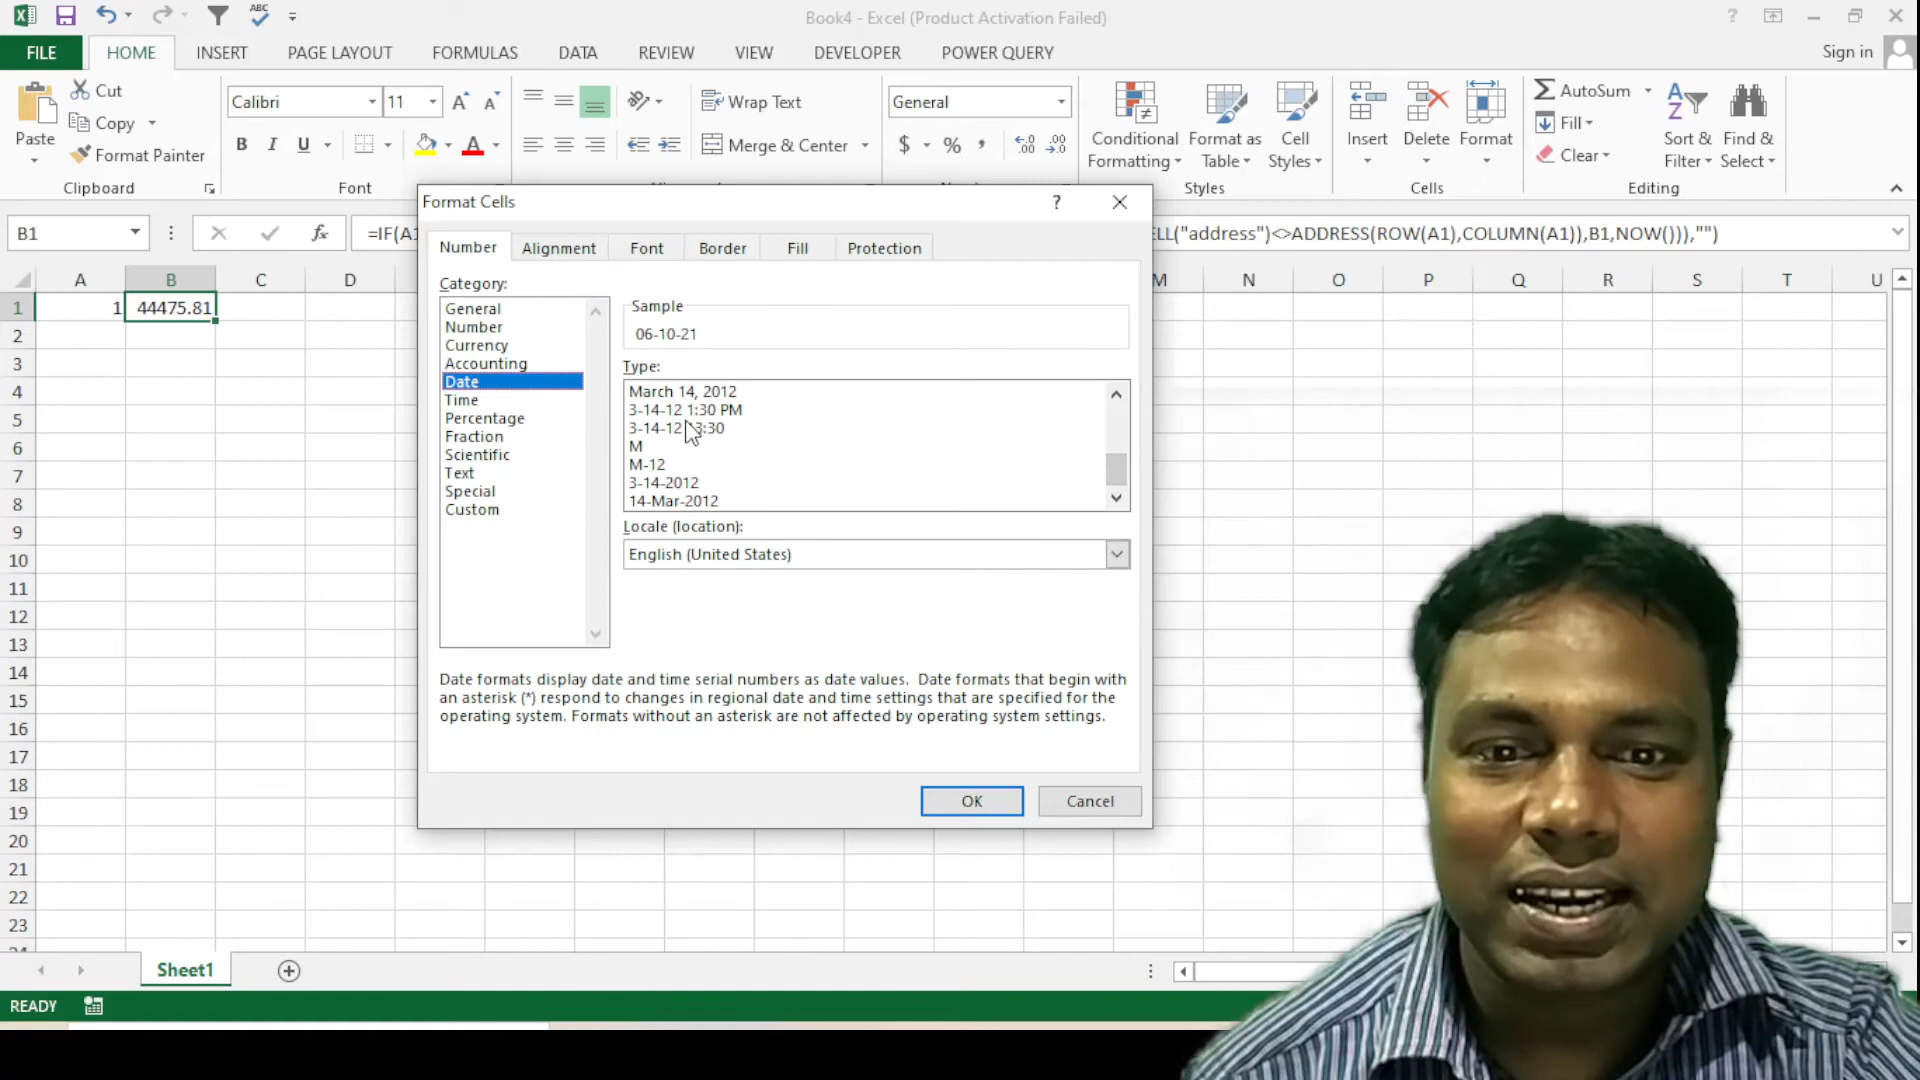 Book4 - Excel (Product Activation Failed)
FILE HOME INSERT PAGE LAYOUT FORMULAS DATA REVIEW VIEW DEVELOPER POWER QUERY Sign in
Paste
Cut
Copy
Format Painter
Clipboard
Calibri 11
B I U
Font
Wrap Text
Merge & Center
General
$ % ,
Conditional Formatting
Format as Table
Cell Styles
Styles
Insert Delete Format
Cells
AutoSum
Fill
Clear
Sort & Filter
Find & Select
Editing
B1
fx
=IF(A1
ELL("address")<>ADDRESS(ROW(A1),COLUMN(A1)),B1,NOW())),"")
A B C D M N O P Q R S T U
1 1 44475.81
2
3
4
5
6
7
8
9
10
11
12
13
14
15
16
17
18
19
20
21
22
23
Format Cells
Number Alignment Font Border Fill Protection
Category:
General
Number
Currency
Accounting
Date
Time
Percentage
Fraction
Scientific
Text
Special
Custom
Sample
06-10-21
Type:
March 14, 2012
3-14-12 1:30 PM
3-14-12 3:30
M
M-12
3-14-2012
14-Mar-2012
Locale (location):
English (United States)
Date formats display date and time serial numbers as date values. Date formats that begin with
an asterisk (*) respond to changes in regional date and time settings that are specified for the
operating system. Formats without an asterisk are not affected by operating system settings.
OK Cancel
Sheet1
READY